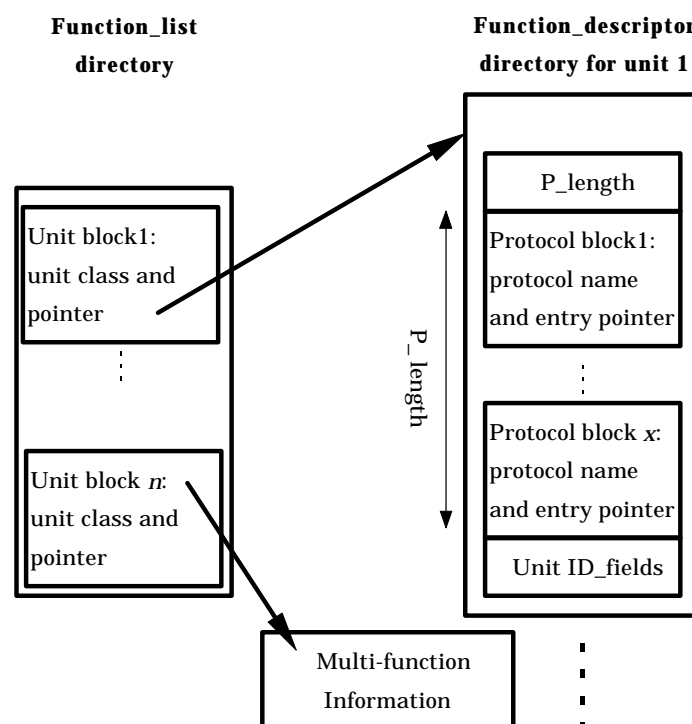 Function_list
directory
Function_descriptor
directory for unit 1
Unit block1:
unit class and
pointer
Unit block n:
unit class and
pointer
P_length
P_ length
Protocol block1:
protocol name
and entry pointer
Protocol block x:
protocol name
and entry pointer
Unit ID_fields
Multi-function
Information